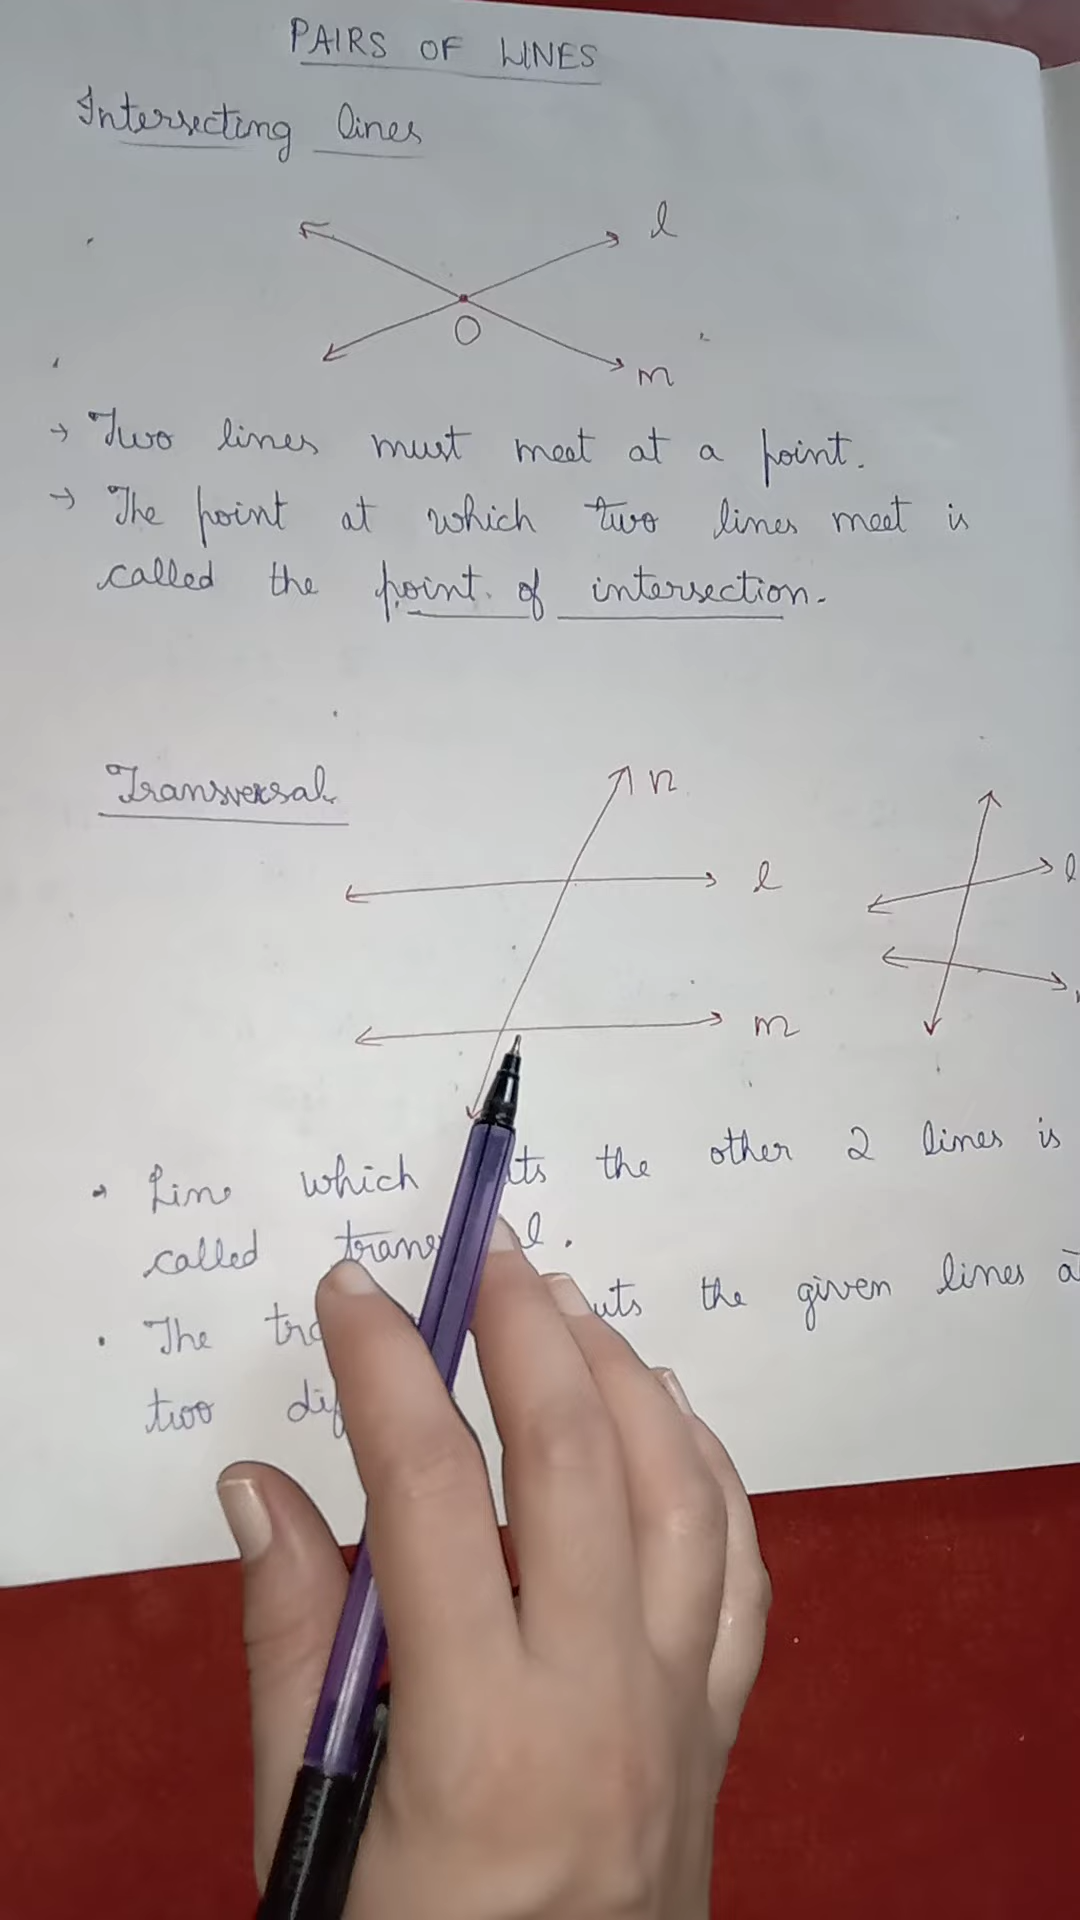 PAIRS OF LINES
Intersecting lines
l
O
m
→ Two lines must meet at a point.
→ The point at which two lines meet is
called the point of intersection.
Transversal
n
l
l
m
→ Line which the other 2 lines is
called
• The the given lines
two